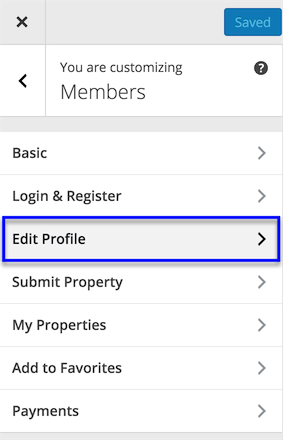 Saved
You are customizing
Members
Basic
Login & Register
Edit Profile
Submit Property
My Properties
Add to Favorites
Payments